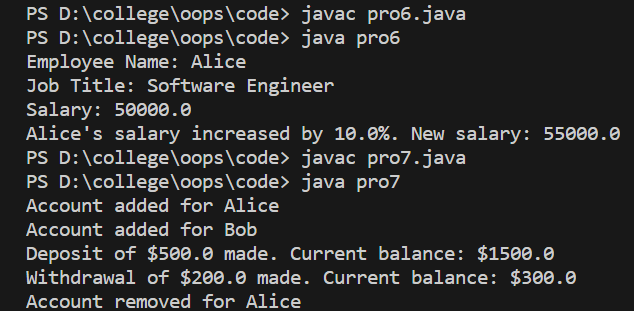 PS D:\college\oops\code> javac pro6.java
PS D:\college\oops\code> java pro6
Employee Name: Alice
Job Title: Software Engineer
Salary: 50000.0
Alice's salary increased by 10.0%. New salary: 55000.0
PS D:\college\oops\code> javac pro7.java
PS D:\college\oops\code> java pro7
Account added for Alice
Account added for Bob
Deposit of $500.0 made. Current balance: $1500.0
Withdrawal of $200.0 made. Current balance: $300.0
Account removed for Alice